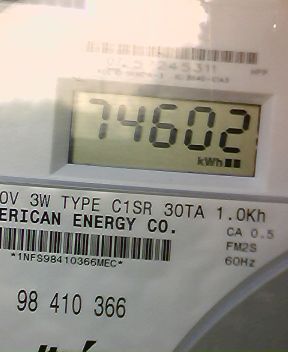 74602
kWh
0V 3W TYPE C1SR 30TA 1.0Kh
ERICAN ENERGY CO.
CA 0.5
FM2S
60Hz
*1NFS98410366MEC*
98 410 366